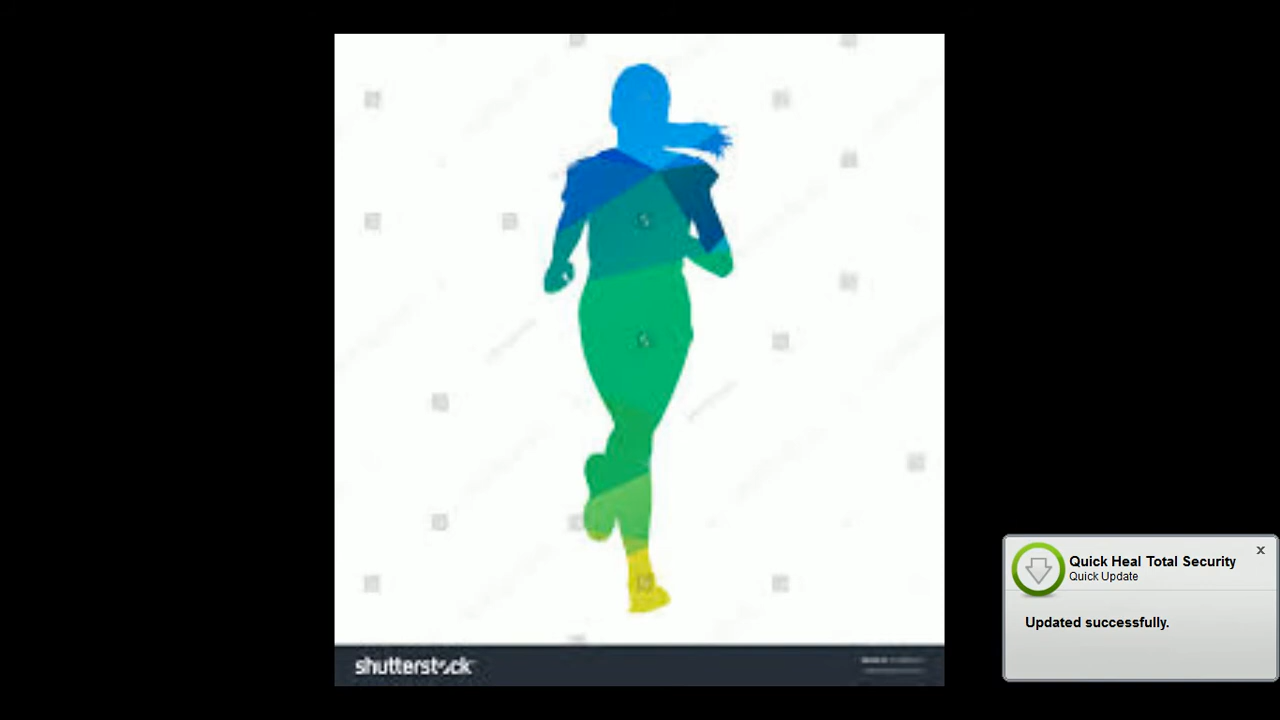 shutterstock
Quick Heal Total Security
x
Quick Update
Updated successfully.